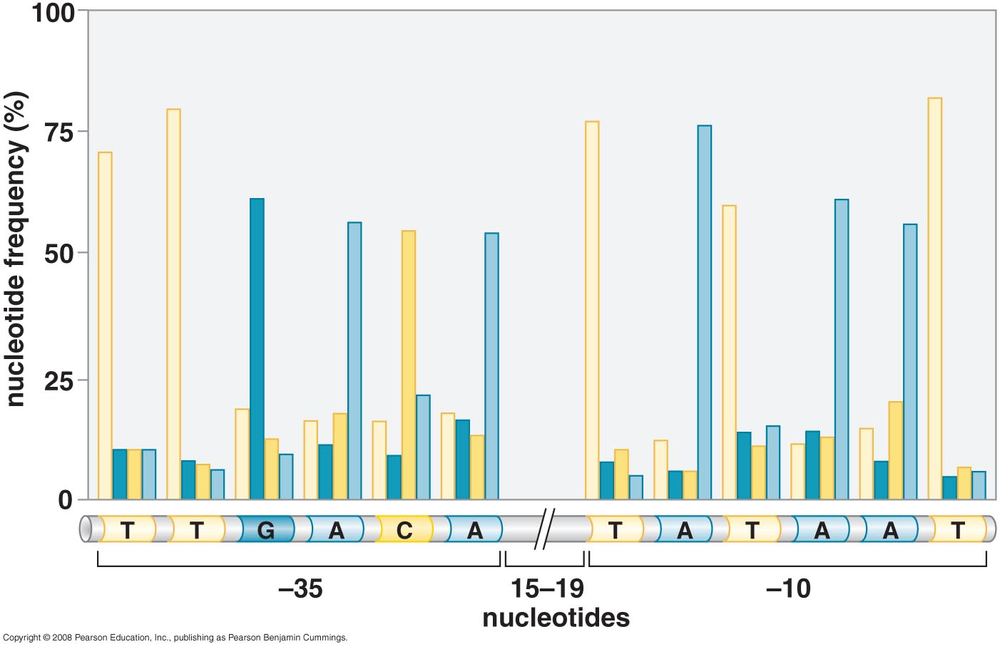 100
75
50
25
0
nucleotide frequency (%)
T T G A C A T A T A A T
–35 15–19 –10
nucleotides
Copyright © 2008 Pearson Education, Inc., publishing as Pearson Benjamin Cummings.